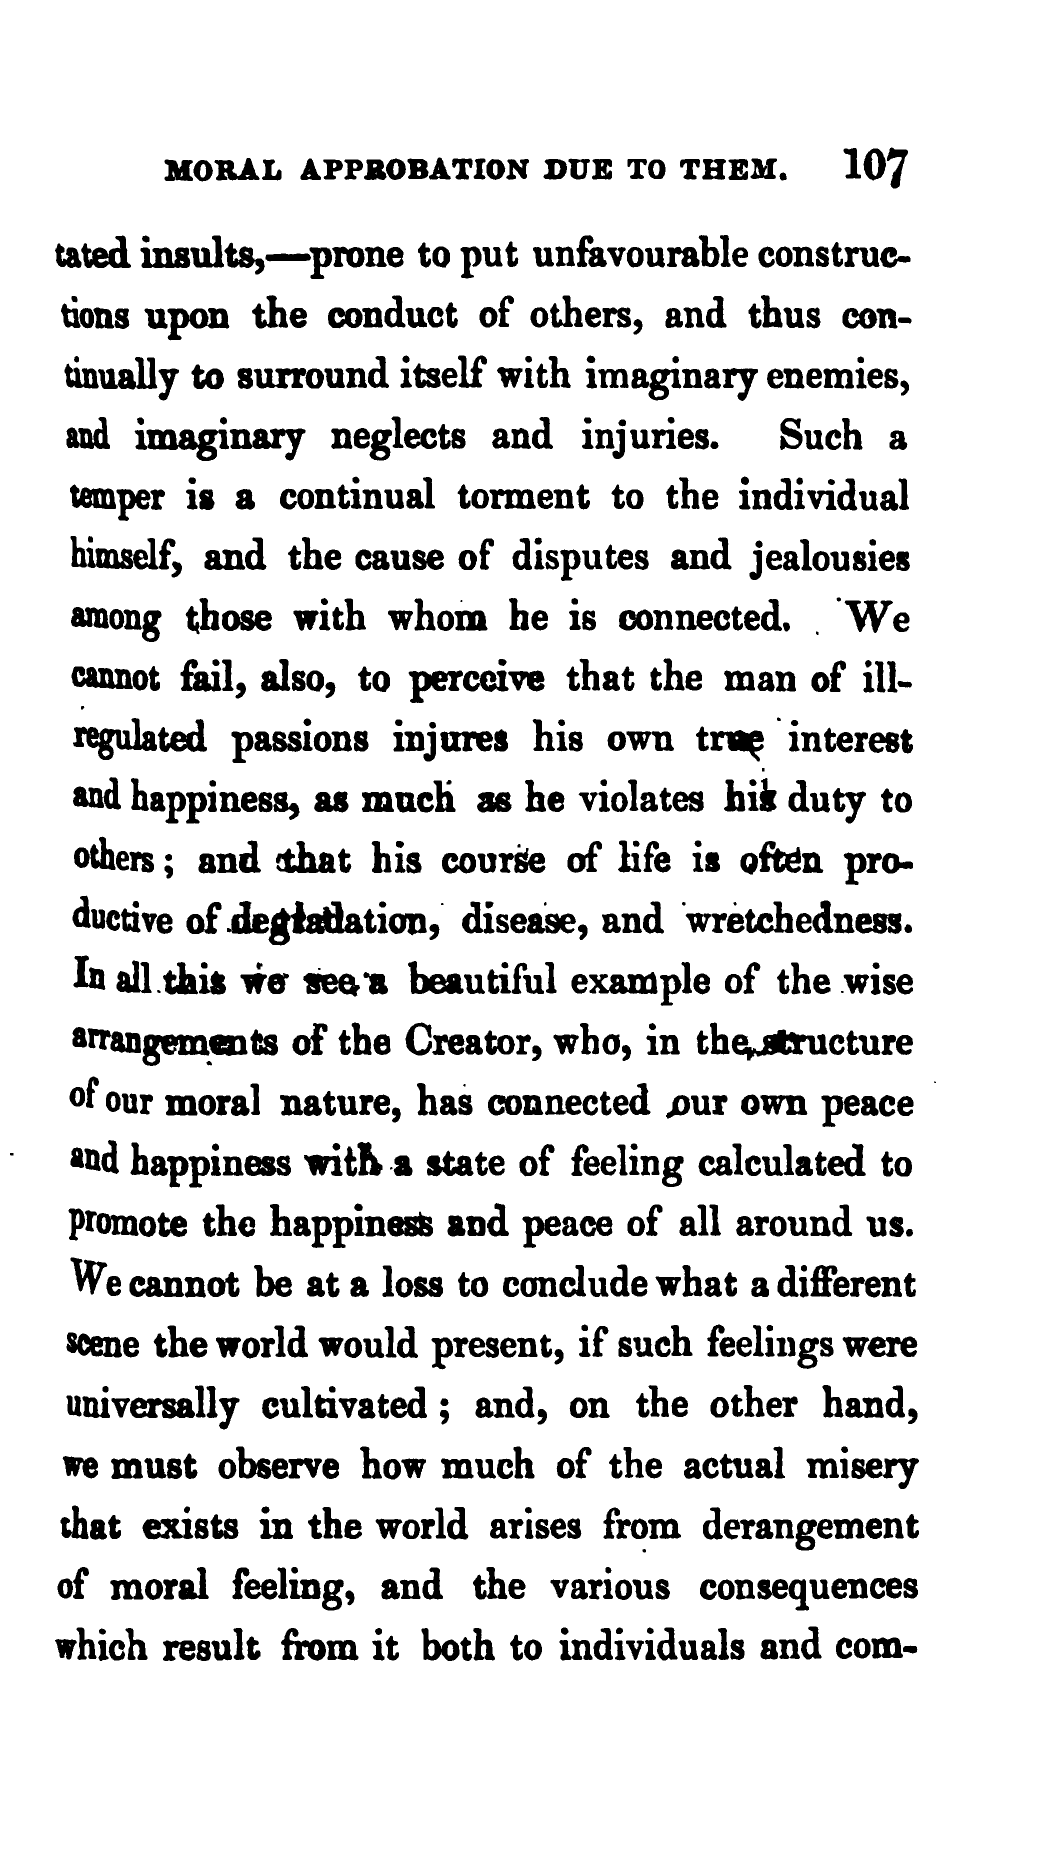 MORAL APPROBATION DUE TO THEM. 107
tated insults,—prone to put unfavourable construc-
tions upon the conduct of others, and thus con-
tinually to surround itself with imaginary enemies,
and imaginary neglects and injuries. Such a
temper is a continual torment to the individual
himself, and the cause of disputes and jealousies
among those with whom he is connected. We
cannot fail, also, to perceive that the man of ill-
regulated passions injures his own true interest
and happiness, as much as he violates his duty to
others; and that his course of life is often pro-
ductive of degradation, disease, and wretchedness.
In all this we see a beautiful example of the wise
arrangements of the Creator, who, in the structure
of our moral nature, has connected our own peace
and happiness with a state of feeling calculated to
promote the happiness and peace of all around us.
We cannot be at a loss to conclude what a different
scene the world would present, if such feelings were
universally cultivated; and, on the other hand,
we must observe how much of the actual misery
that exists in the world arises from derangement
of moral feeling, and the various consequences
which result from it both to individuals and com-